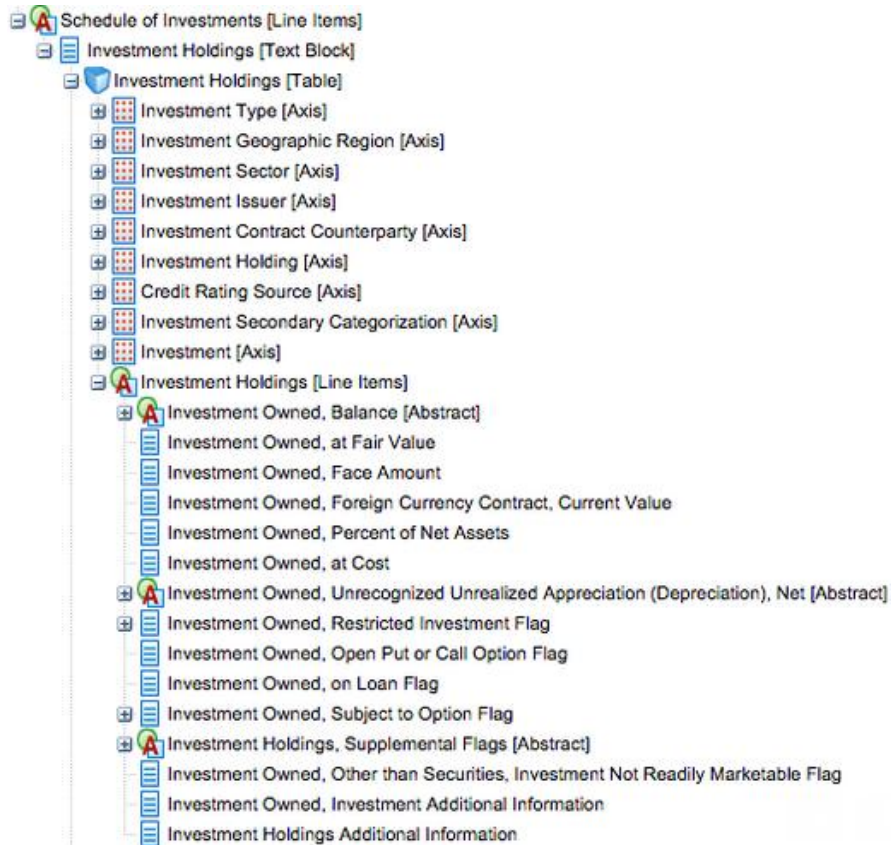 Schedule of Investments [Line Items]
Investment Holdings [Text Block]
Investment Holdings [Table]
Investment Type [Axis]
Investment Geographic Region [Axis]
Investment Sector [Axis]
Investment Issuer [Axis]
Investment Contract Counterparty [Axis]
Investment Holding [Axis]
Credit Rating Source [Axis]
Investment Secondary Categorization [Axis]
Investment [Axis]
Investment Holdings [Line Items]
Investment Owned, Balance [Abstract]
Investment Owned, at Fair Value
Investment Owned, Face Amount
Investment Owned, Foreign Currency Contract, Current Value
Investment Owned, Percent of Net Assets
Investment Owned, at Cost
Investment Owned, Unrecognized Unrealized Appreciation (Depreciation), Net [Abstract]
Investment Owned, Restricted Investment Flag
Investment Owned, Open Put or Call Option Flag
Investment Owned, on Loan Flag
Investment Owned, Subject to Option Flag
Investment Holdings, Supplemental Flags [Abstract]
Investment Owned, Other than Securities, Investment Not Readily Marketable Flag
Investment Owned, Investment Additional Information
Investment Holdings Additional Information